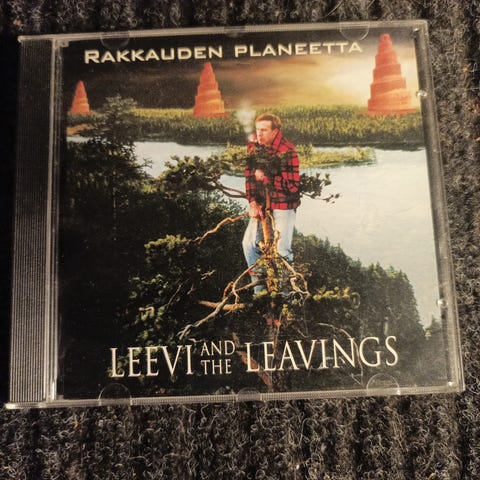 RAKKAUDEN PLANEETTA
LEEVI AND THE LEAVINGS